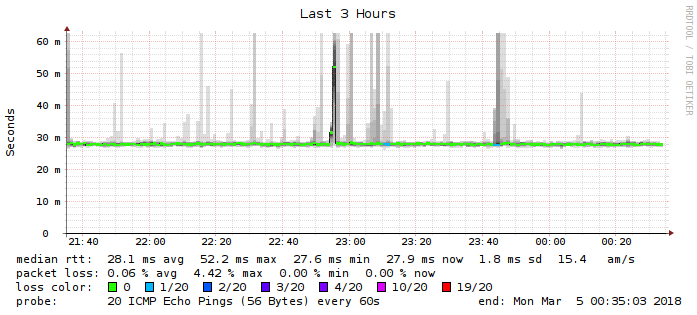 Last 3 Hours
RRDTOOL / TOBI OETIKER
Seconds
60 m
50 m
40 m
30 m
20 m
10 m
0
21:40 22:00 22:20 22:40 23:00 23:20 23:40 00:00 00:20
median rtt: 28.1 ms avg 52.2 ms max 27.6 ms min 27.9 ms now 1.8 ms sd 15.4 am/s
packet loss: 0.06 % avg 4.42 % max 0.00 % min 0.00 % now
loss color: 0 1/20 2/20 3/20 4/20 10/20 19/20
probe: 20 ICMP Echo Pings (56 Bytes) every 60s end: Mon Mar 5 00:35:03 2018